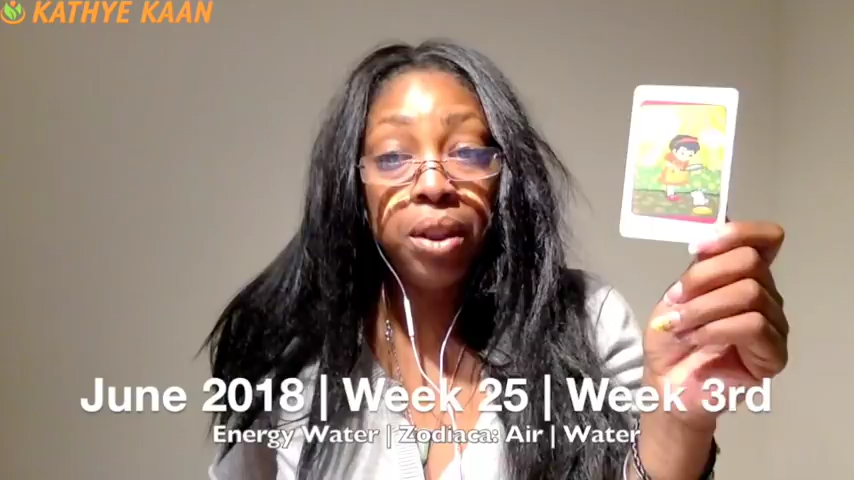 KATHYE KAAN
June 2018 | Week 25 | Week 3rd
Energy Water | Zodiaca: Air | Water